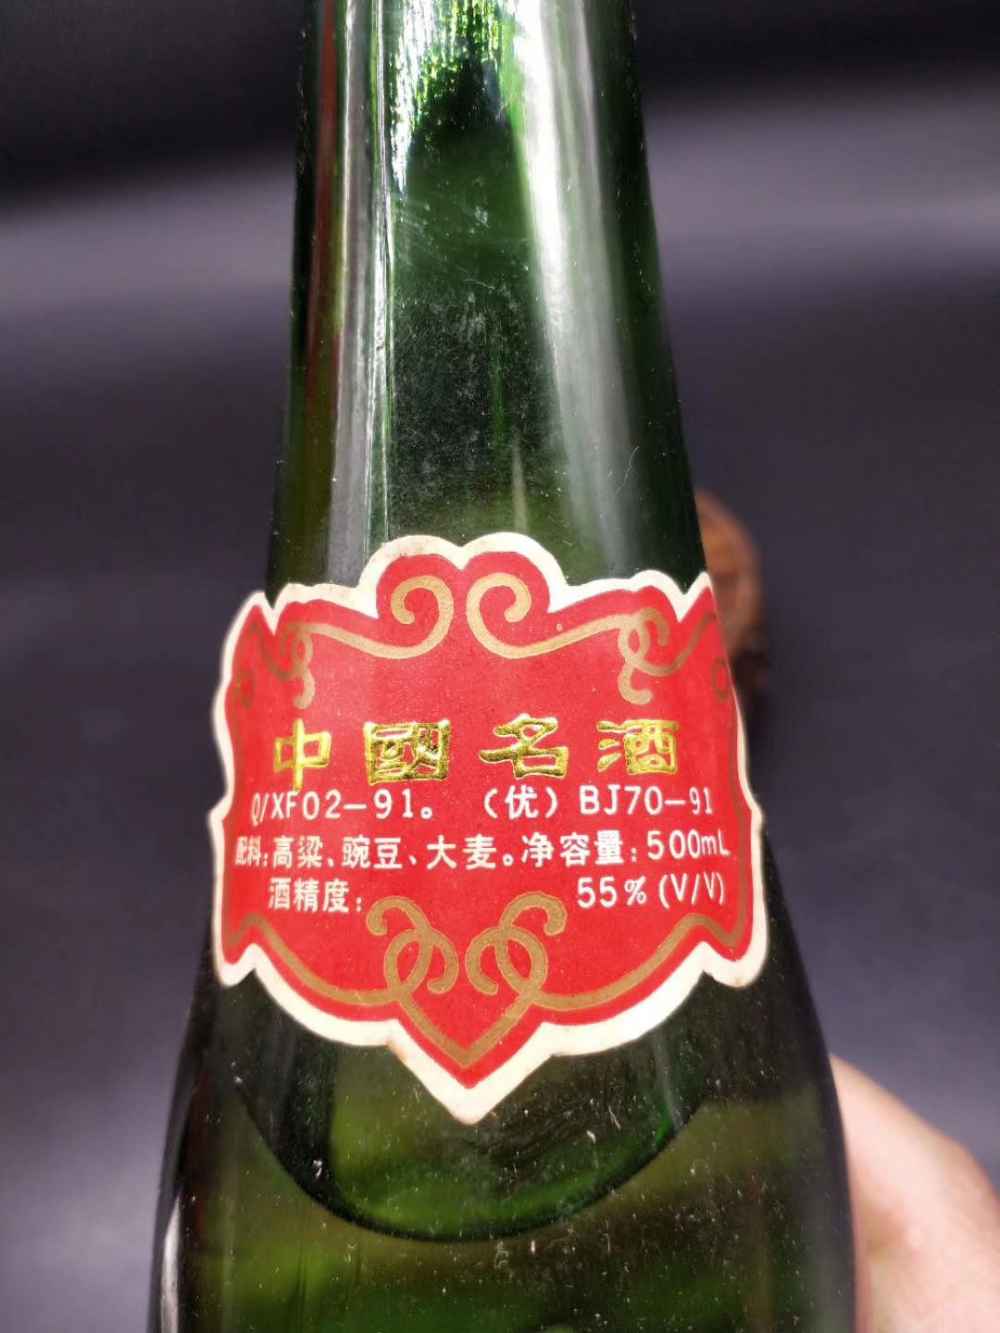 中國名酒
Q/XF02-91。 (优) BJ70-91
配料:高粱、豌豆、大麦。净容量:500mL
酒精度: 55%(V/V)